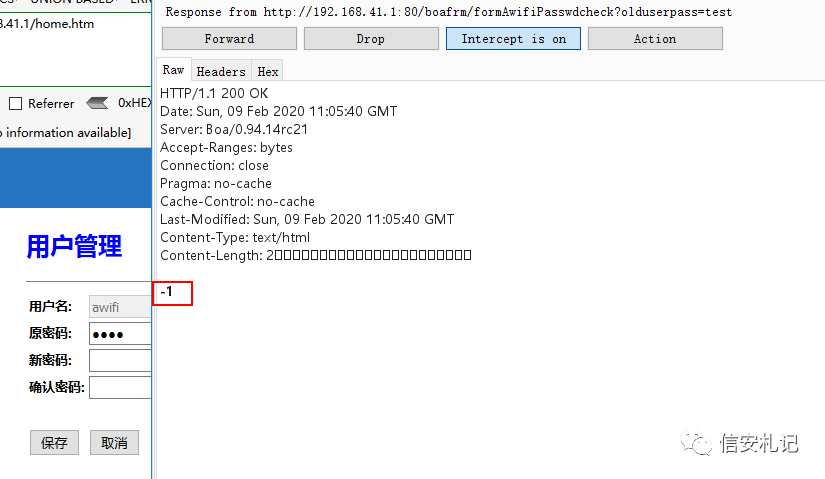 UNION BASED
Response from http://192.168.41.1:80/boafrm/formAwifiPasswdcheck?olduserpass=test
3.41.1/home.htm
Forward Drop Intercept is on Action
Raw Headers Hex
Referrer 0xHEX
information available]
HTTP/1.1 200 OK
Date: Sun, 09 Feb 2020 11:05:40 GMT
Server: Boa/0.94.14rc21
Accept-Ranges: bytes
Connection: close
Pragma: no-cache
Cache-Control: no-cache
Last-Modified: Sun, 09 Feb 2020 11:05:40 GMT
Content-Type: text/html
Content-Length: 2
-1
用户管理
用户名: awifi
原密码: ●●●●
新密码:
确认密码:
保存 取消
信安札记